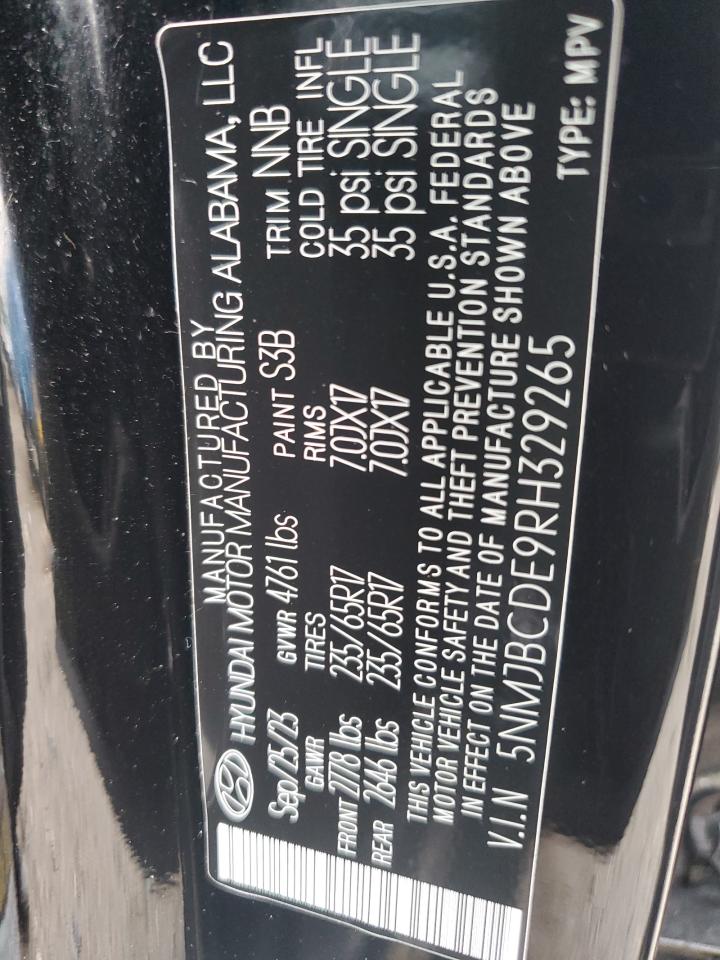 MANUFACTURED BY
HYUNDAI MOTOR MANUFACTURING ALABAMA, LLC
Sep/25/23 GVWR 4761 lbs PAINT S3B TRIM NNB
GAWR TIRES RIMS COLD TIRE INFL
FRONT 2778 lbs 235/65R17 7.0JX17 35 psi SINGLE
REAR 2646 lbs 235/65R17 7.0JX17 35 psi SINGLE
THIS VEHICLE CONFORMS TO ALL APPLICABLE U.S.A. FEDERAL
MOTOR VEHICLE SAFETY AND THEFT PREVENTION STANDARDS
IN EFFECT ON THE DATE OF MANUFACTURE SHOWN ABOVE
V.I.N 5NMJBCDE9RH329265 TYPE: MPV